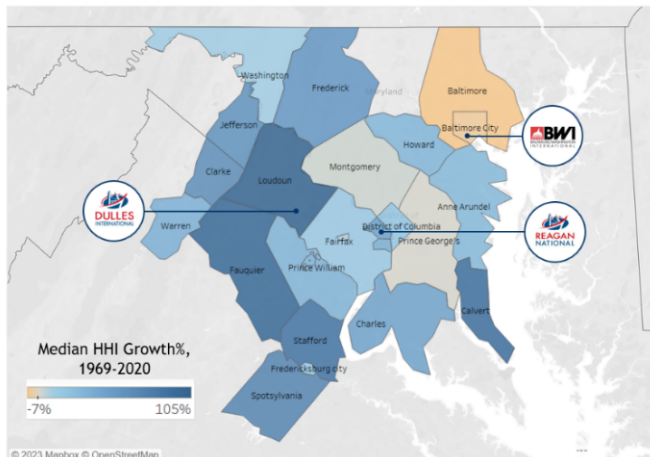 Washington
Frederick
Maryland
Baltimore
Jefferson
Baltimore City
BWI
Howard
Clarke
Loudoun
Montgomery
DULLES
INTERNATIONAL
Anne Arundel
Warren
District of Columbia
REAGAN
NATIONAL
Fairfax
Prince George's
Prince William
Fauquier
Calvert
Charles
Stafford
Median HHI Growth%,
1969-2020
Fredericksburg city
Spotsylvania
-7%
105%
© 2023 Mapbox © OpenStreetMap